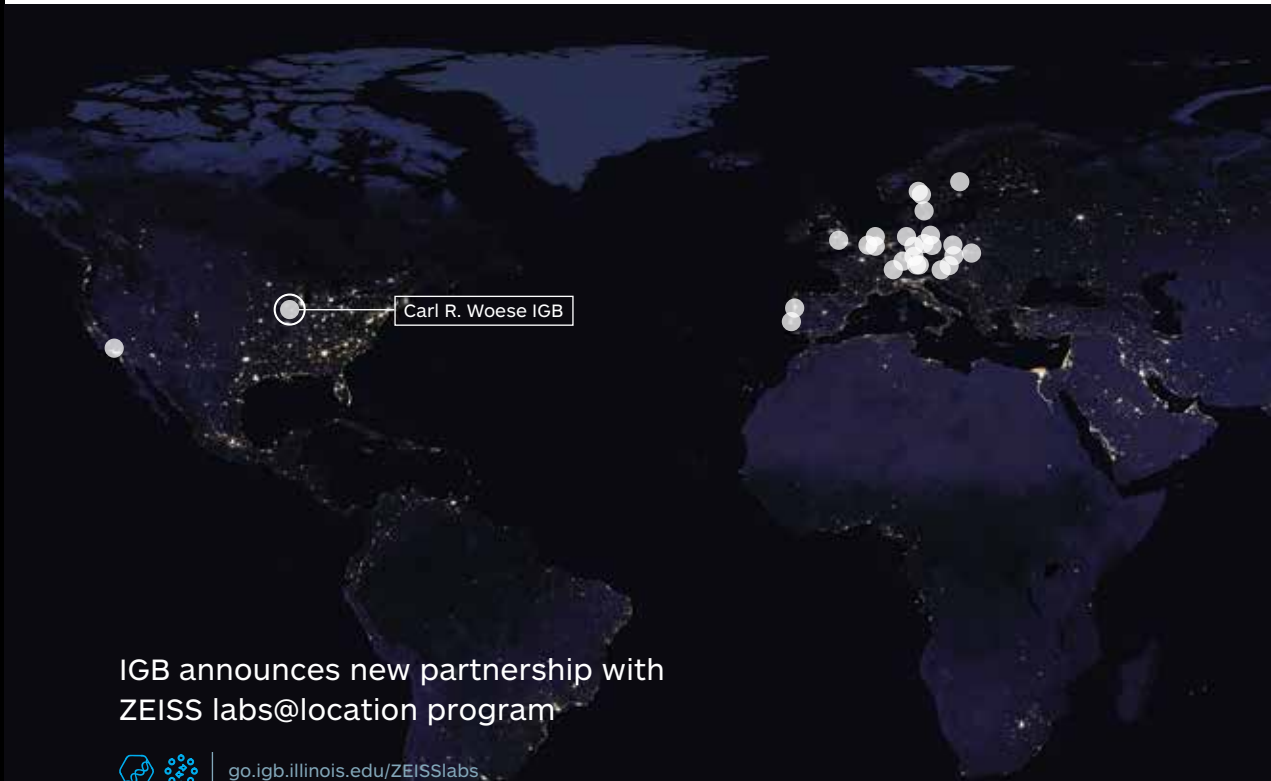 Carl R. Woese IGB
IGB announces new partnership with
ZEISS labs@location program
go.igb.illinois.edu/ZEISSlabs